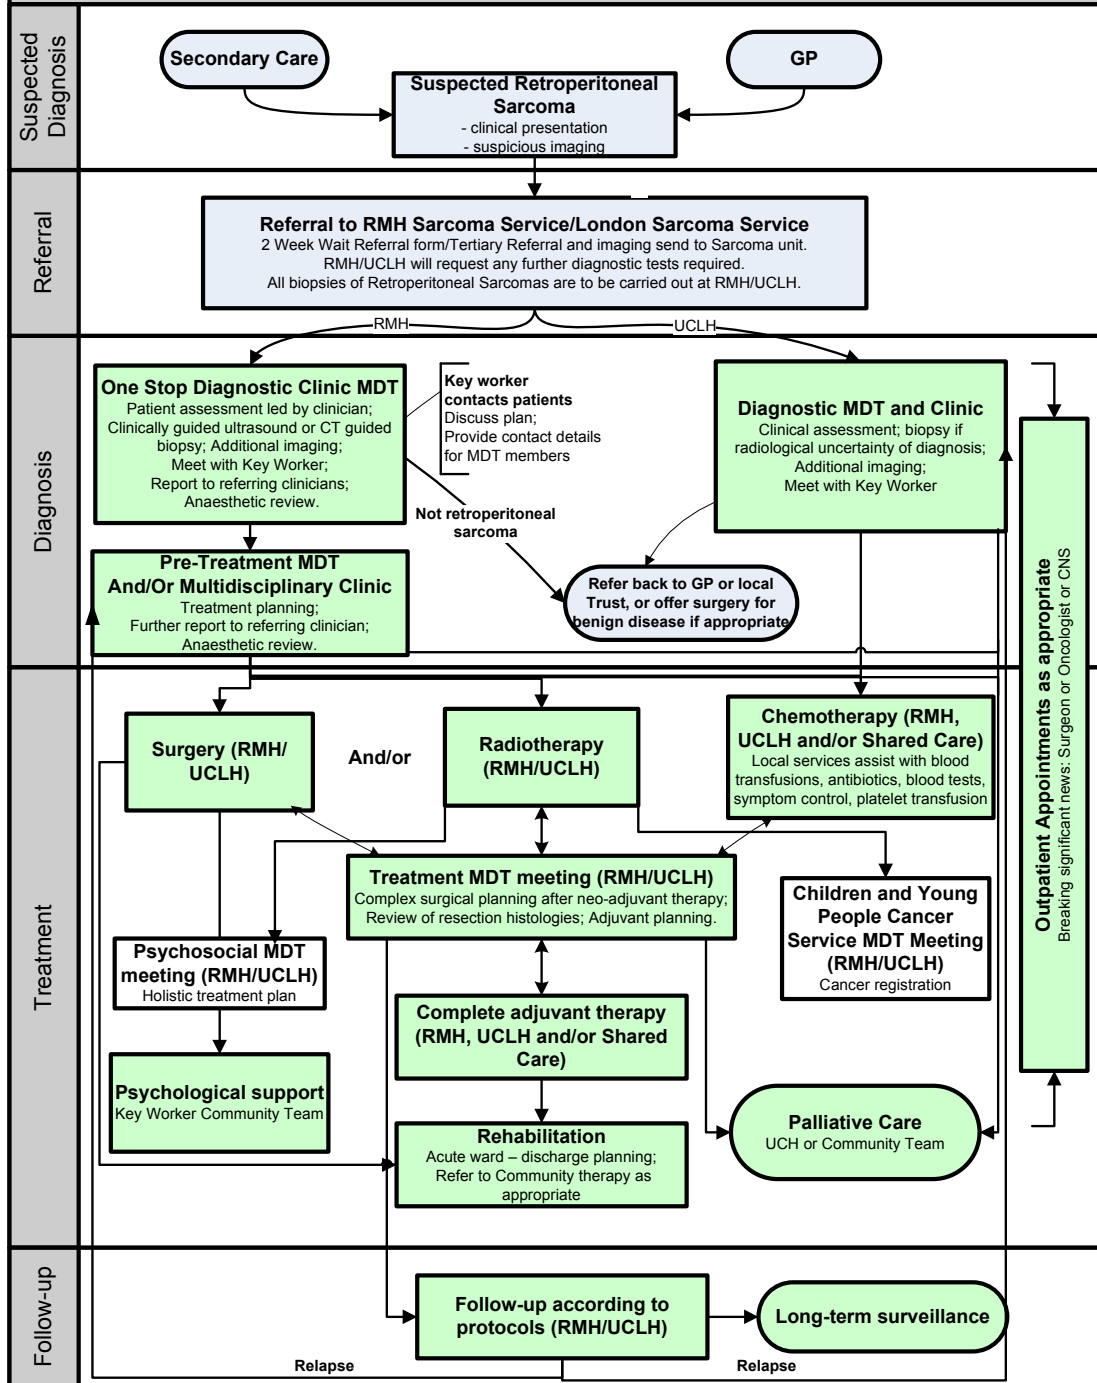 Suspected
Diagnosis
Secondary Care
GP
Suspected Retroperitoneal
Sarcoma
- clinical presentation
- suspicious imaging
Referral
Referral to RMH Sarcoma Service/London Sarcoma Service
2 Week Wait Referral form/Tertiary Referral and imaging send to Sarcoma unit.
RMH/UCLH will request any further diagnostic tests required.
All biopsies of Retroperitoneal Sarcomas are to be carried out at RMH/UCLH.
RMH
UCLH
Diagnosis
One Stop Diagnostic Clinic MDT
Patient assessment led by clinician;
Clinically guided ultrasound or CT guided
biopsy; Additional imaging;
Meet with Key Worker;
Report to referring clinicians;
Anaesthetic review.
Key worker
contacts patients
Discuss plan;
Provide contact details
for MDT members
Diagnostic MDT and Clinic
Clinical assessment; biopsy if
radiological uncertainty of diagnosis;
Additional imaging;
Meet with Key Worker
Not retroperitoneal
sarcoma
Pre-Treatment MDT
And/Or Multidisciplinary Clinic
Treatment planning;
Further report to referring clinician;
Anaesthetic review.
Refer back to GP or local
Trust, or offer surgery for
benign disease if appropriate
Outpatient Appointments as appropriate
Breaking significant news: Surgeon or Oncologist or CNS
Treatment
Surgery (RMH/
UCLH)
And/or
Radiotherapy
(RMH/UCLH)
Chemotherapy (RMH,
UCLH and/or Shared Care)
Local services assist with blood
transfusions, antibiotics, blood tests,
symptom control, platelet transfusion
Treatment MDT meeting (RMH/UCLH)
Complex surgical planning after neo-adjuvant therapy;
Review of resection histologies; Adjuvant planning.
Children and Young
People Cancer
Service MDT Meeting
(RMH/UCLH)
Cancer registration
Psychosocial MDT
meeting (RMH/UCLH)
Holistic treatment plan
Complete adjuvant therapy
(RMH, UCLH and/or Shared
Care)
Psychological support
Key Worker Community Team
Rehabilitation
Acute ward – discharge planning;
Refer to Community therapy as
appropriate
Palliative Care
UCH or Community Team
Follow-up
Follow-up according to
protocols (RMH/UCLH)
Long-term surveillance
Relapse
Relapse